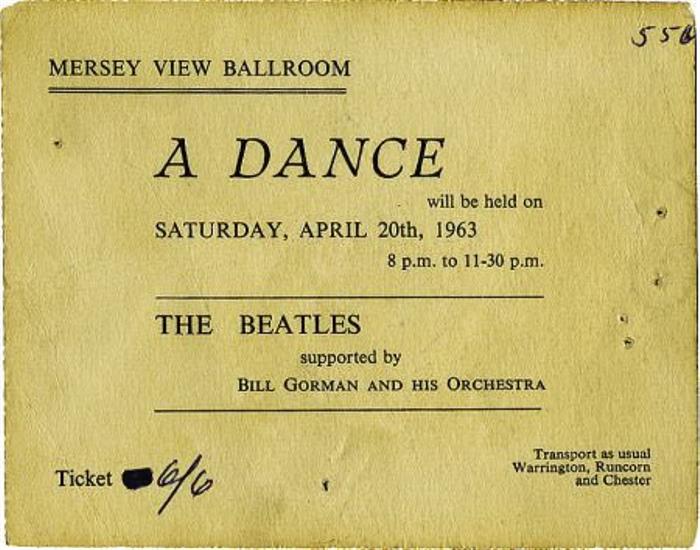 556
MERSEY VIEW BALLROOM
A DANCE
will be held on
SATURDAY, APRIL 20th, 1963
8 p.m. to 11-30 p.m.
THE BEATLES
supported by
BILL GORMAN AND HIS ORCHESTRA
Transport as usual
Warrington, Runcorn
and Chester
Ticket 6/6